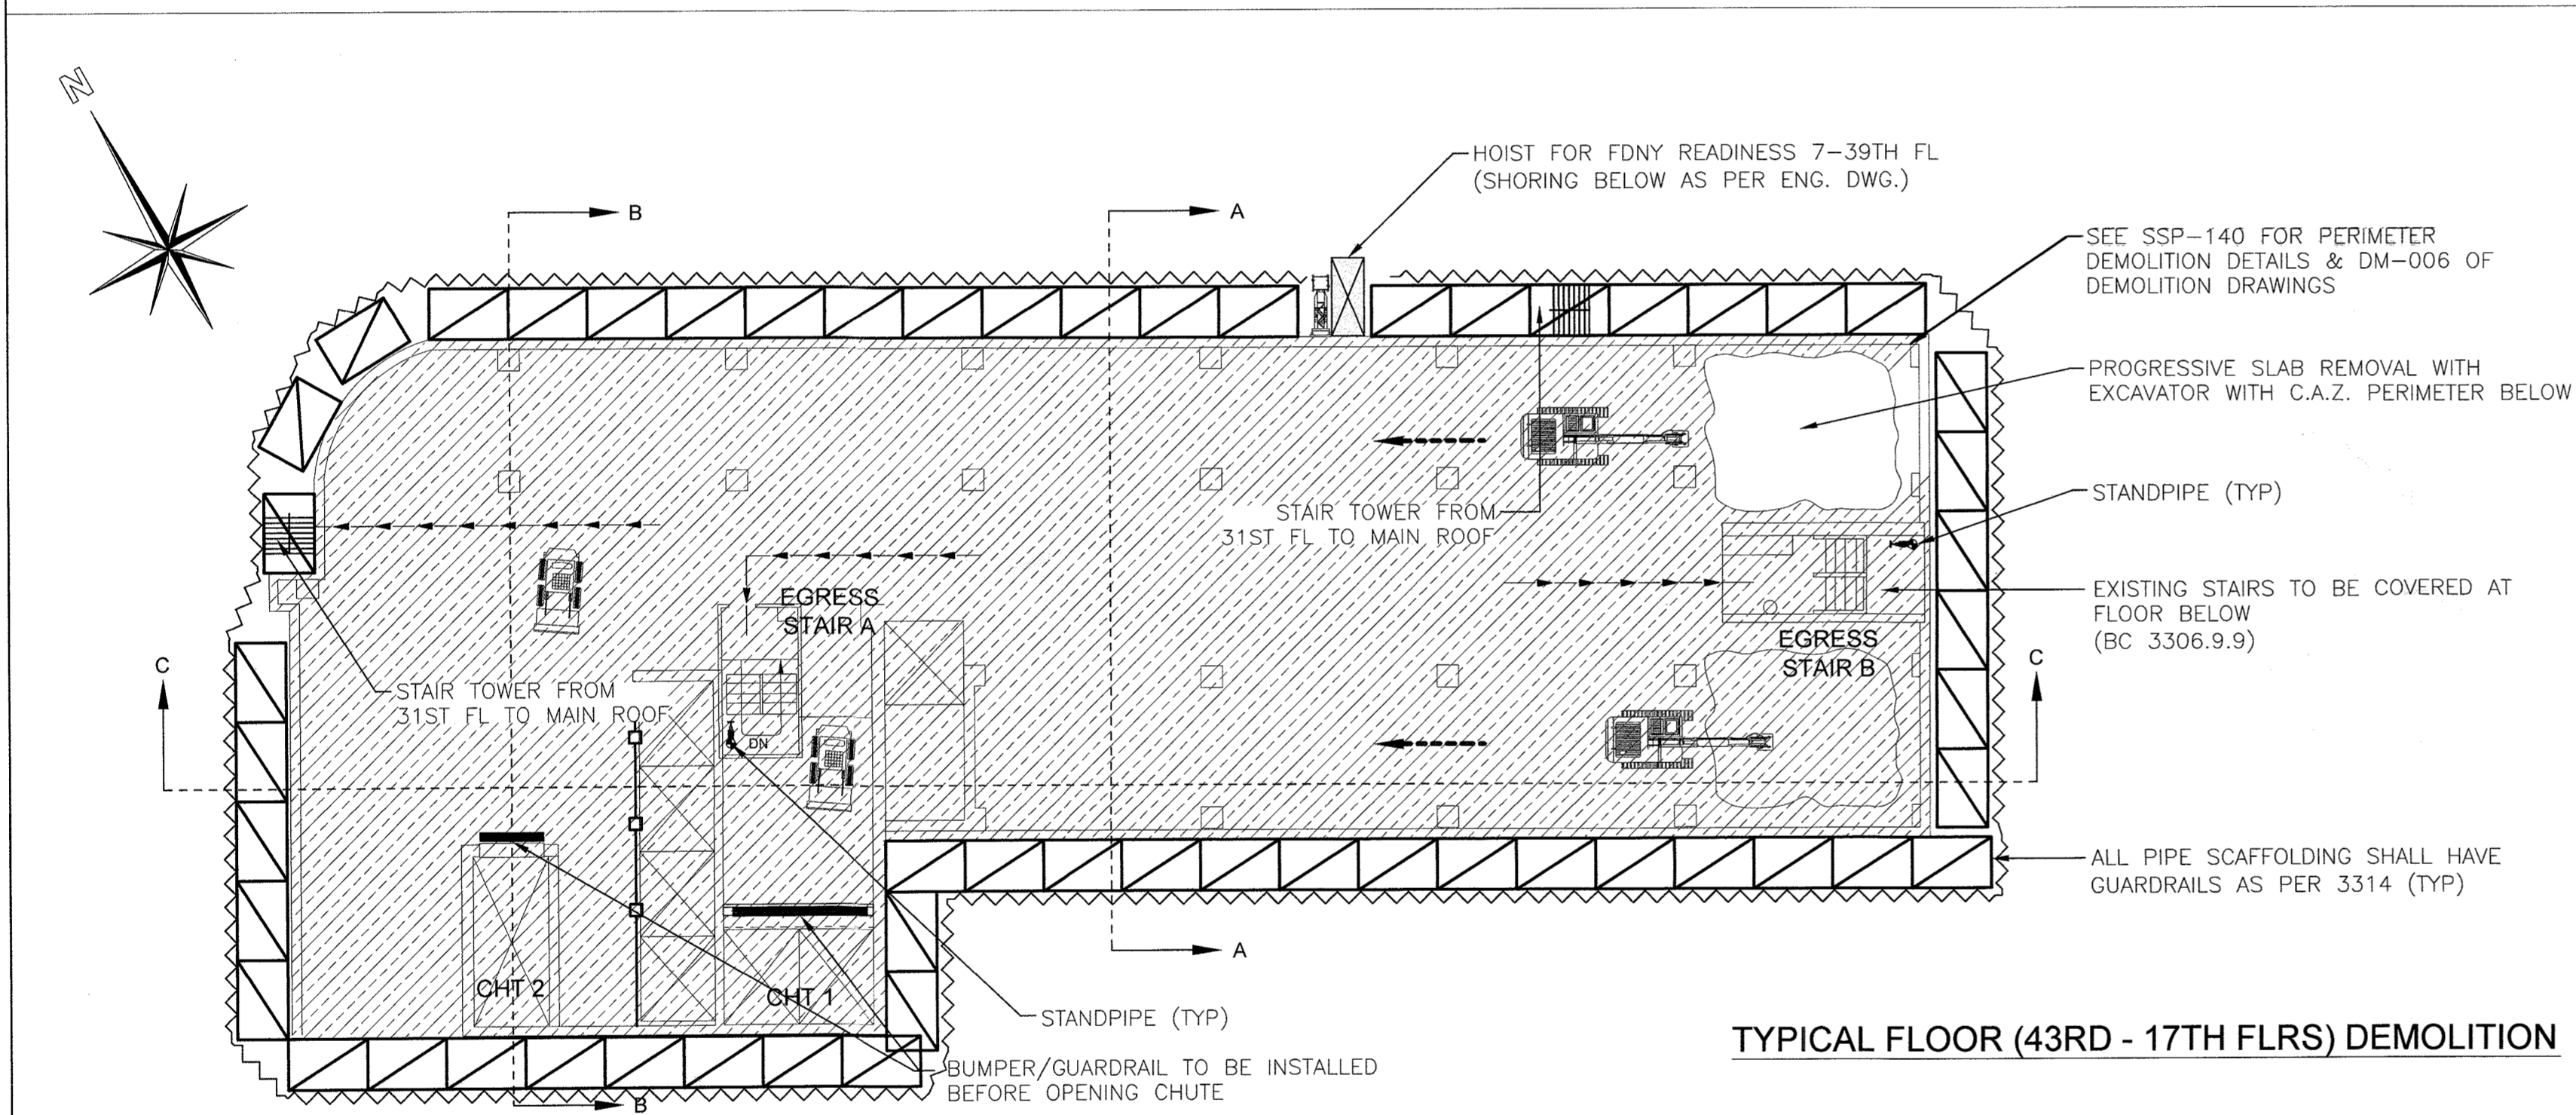 N
HOIST FOR FDNY READINESS 7-39TH FL
(SHORING BELOW AS PER ENG. DWG.)
B
A
SEE SSP-140 FOR PERIMETER
DEMOLITION DETAILS & DM-006 OF
DEMOLITION DRAWINGS
PROGRESSIVE SLAB REMOVAL WITH
EXCAVATOR WITH C.A.Z. PERIMETER BELOW
STANDPIPE (TYP)
STAIR TOWER FROM
31ST FL TO MAIN ROOF
EXISTING STAIRS TO BE COVERED AT
FLOOR BELOW
(BC 3306.9.9)
EGRESS
STAIR A
EGRESS
STAIR B
C
C
STAIR TOWER FROM
31ST FL TO MAIN ROOF
DN
ALL PIPE SCAFFOLDING SHALL HAVE
GUARDRAILS AS PER 3314 (TYP)
A
CHT 2
CHT 1
STANDPIPE (TYP)
BUMPER/GUARDRAIL TO BE INSTALLED
BEFORE OPENING CHUTE
B
TYPICAL FLOOR (43RD - 17TH FLRS) DEMOLITION